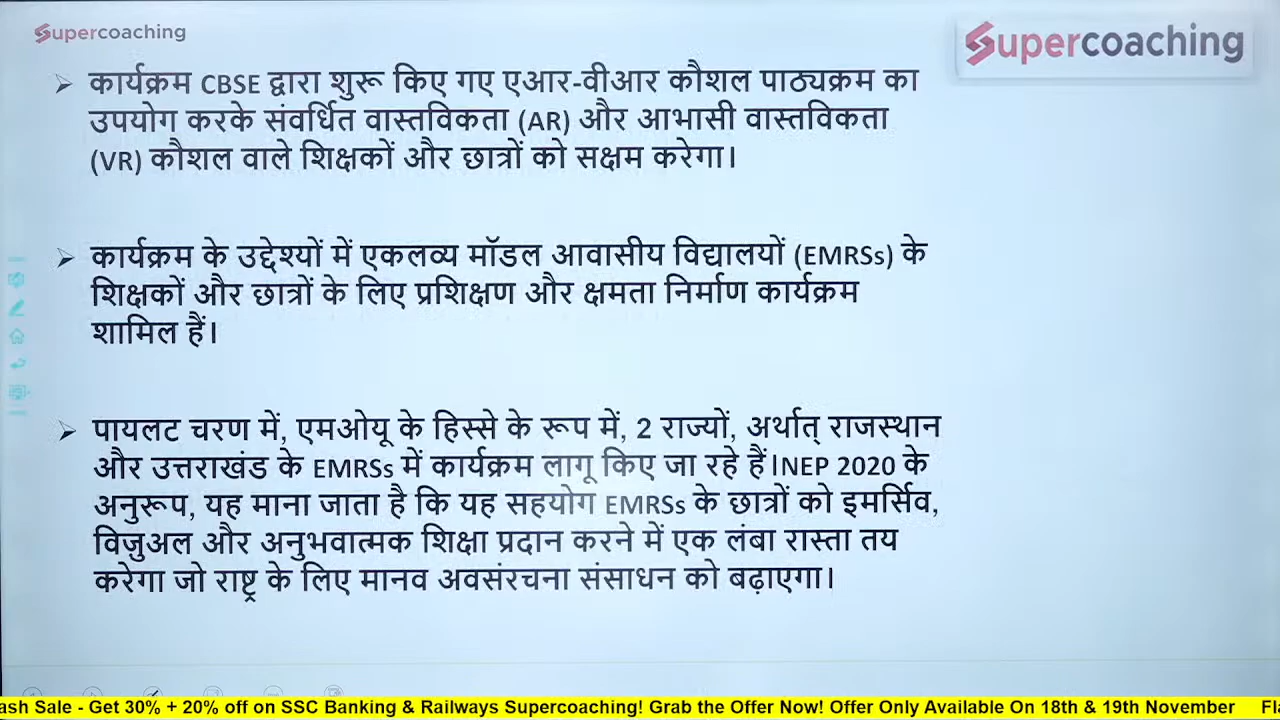 Supercoaching
Supercoaching
कार्यक्रम CBSE द्वारा शुरू किए गए एआर-वीआर कौशल पाठ्यक्रम का
उपयोग करके संवर्धित वास्तविकता (AR) और आभासी वास्तविकता
(VR) कौशल वाले शिक्षकों और छात्रों को सक्षम करेगा।
कार्यक्रम के उद्देश्यों में एकलव्य मॉडल आवासीय विद्यालयों (EMRSs) के
शिक्षकों और छात्रों के लिए प्रशिक्षण और क्षमता निर्माण कार्यक्रम
शामिल हैं।
पायलट चरण में, एमओयू के हिस्से के रूप में, 2 राज्यों, अर्थात् राजस्थान
और उत्तराखंड के EMRSs में कार्यक्रम लागू किए जा रहे हैं।NEP 2020 के
अनुरूप, यह माना जाता है कि यह सहयोग EMRSs के छात्रों को इमर्सिव,
विजुअल और अनुभवात्मक शिक्षा प्रदान करने में एक लंबा रास्ता तय
करेगा जो राष्ट्र के लिए मानव अवसंरचना संसाधन को बढ़ाएगा।
ash Sale - Get 30% + 20% off on SSC Banking & Railways Supercoaching! Grab the Offer Now! Offer Only Available On 18th & 19th November Fl